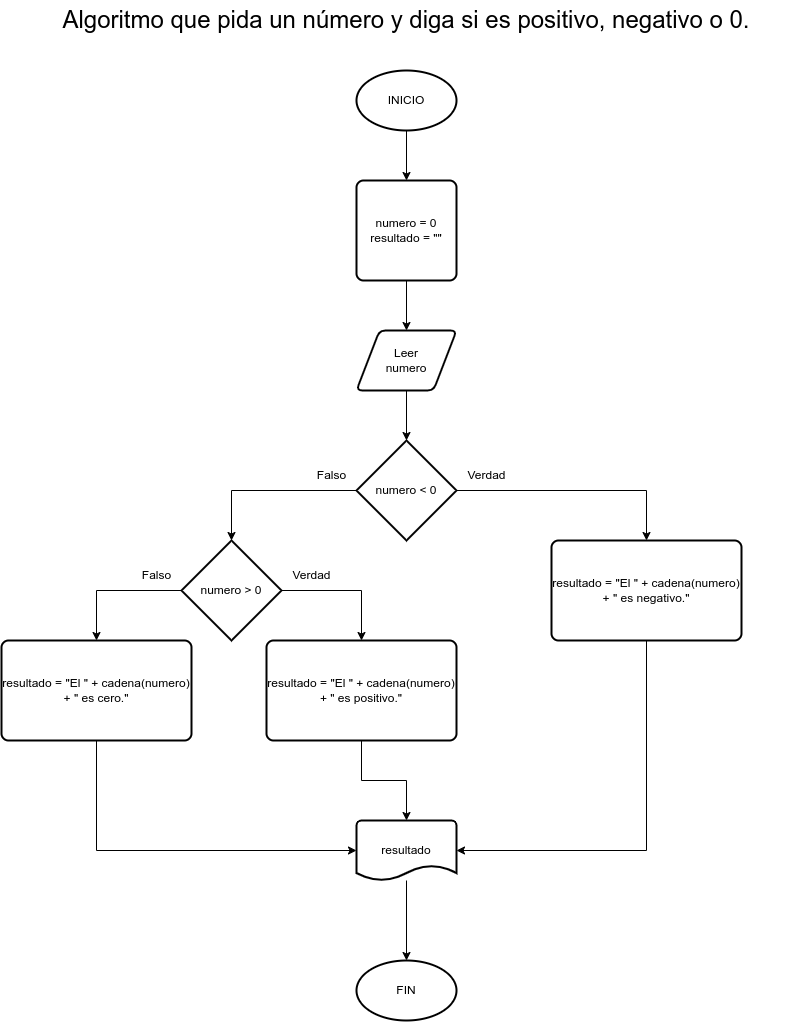 Algoritmo que pida un número y diga si es positivo, negativo o 0.
INICIO
numero = 0
resultado = ""
Leer
numero
Falso
numero < 0
Verdad
Falso
numero > 0
Verdad
resultado = "El " + cadena(numero)
+ " es negativo."
resultado = "El " + cadena(numero)
+ " es cero."
resultado = "El " + cadena(numero)
+ " es positivo."
resultado
FIN